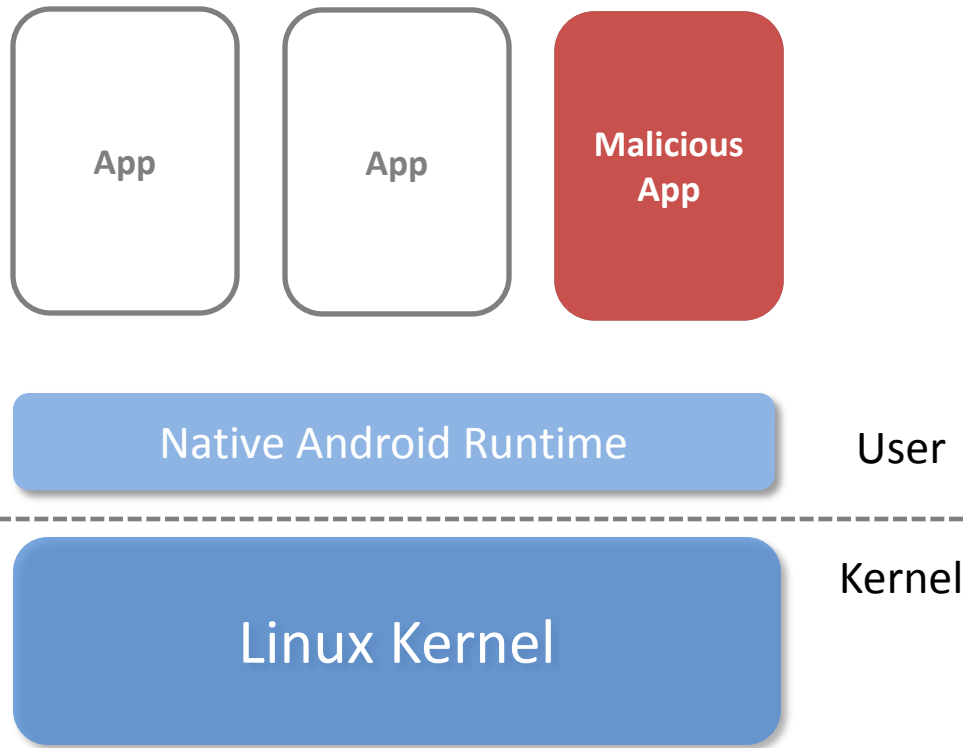 App
App
Malicious
App
Native Android Runtime
User
Kernel
Linux Kernel